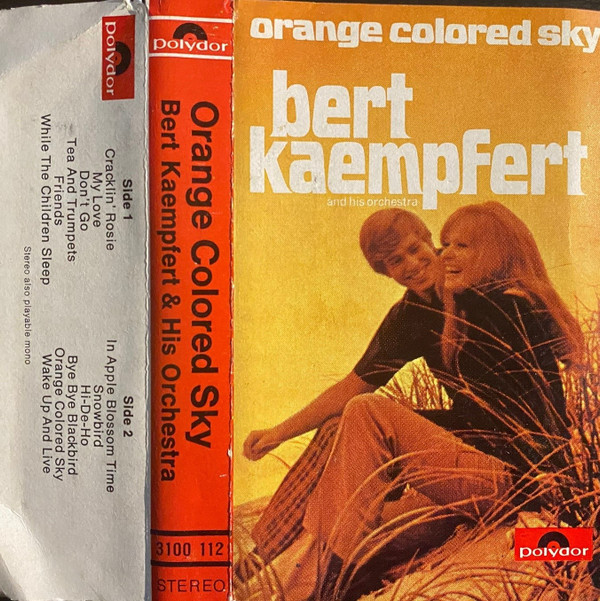 polydor
Side 1
Cracklin' Rosie
My Love
Don't Go
Tea And Trumpets
Friends
While The Children Sleep
Side 2
In Apple Blossom Time
Snowbird
Hi-De-Ho
Bye Bye Blackbird
Orange Colored Sky
Wake Up And Live
Stereo also playable mono
polydor
Orange Colored Sky
Bert Kaempfert & His Orchestra
3100 112
STEREO
orange colored sky
bert
kaempfert
and his orchestra
polydor